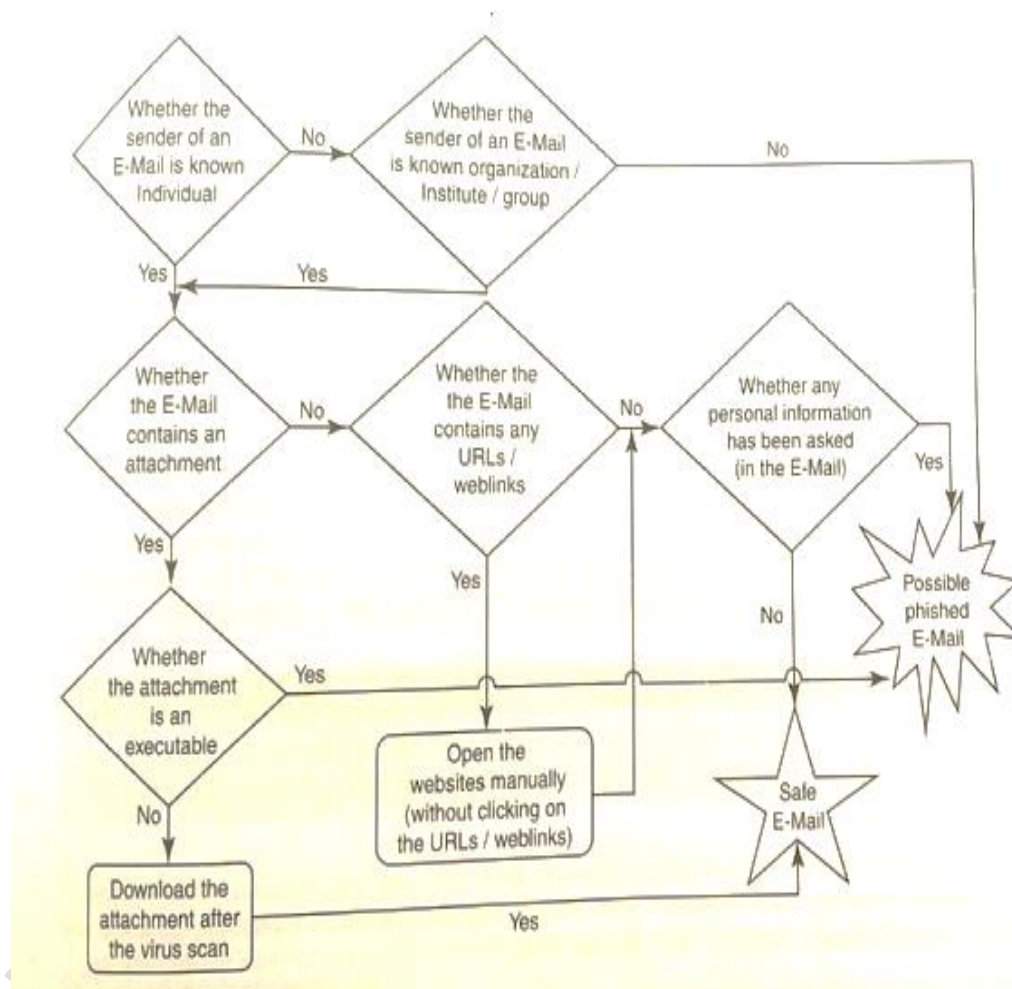 Whether the
sender of an
E-Mail is known
Individual
No
Whether the
sender of an E-Mail
is known organization /
Institute / group
No
Yes
Yes
Whether
the E-Mail
contains an
attachment
No
Whether the
the E-Mail
contains any
URLs /
weblinks
No
Whether any
personal information
has been asked
(in the E-Mail)
Yes
Yes
Yes
No
Possible
phished
E-Mail
Whether
the attachment
is an
executable
Yes
No
Open the
websites manually
(without clicking on
the URLs / weblinks)
Safe
E-Mail
Download the
attachment after
the virus scan
Yes